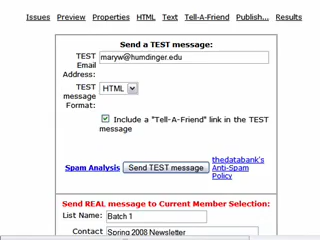 Issues Preview Properties HTML Text Tell-A-Friend Publish... Results
Send a TEST message:
TEST Email Address: maryw@humdinger.edu
TEST message Format: HTML
Include a "Tell-A-Friend" link in the TEST message
Spam Analysis Send TEST message thedatabank's Anti-Spam Policy
Send REAL message to Current Member Selection:
List Name: Batch 1
Contact Spring 2008 Newsletter